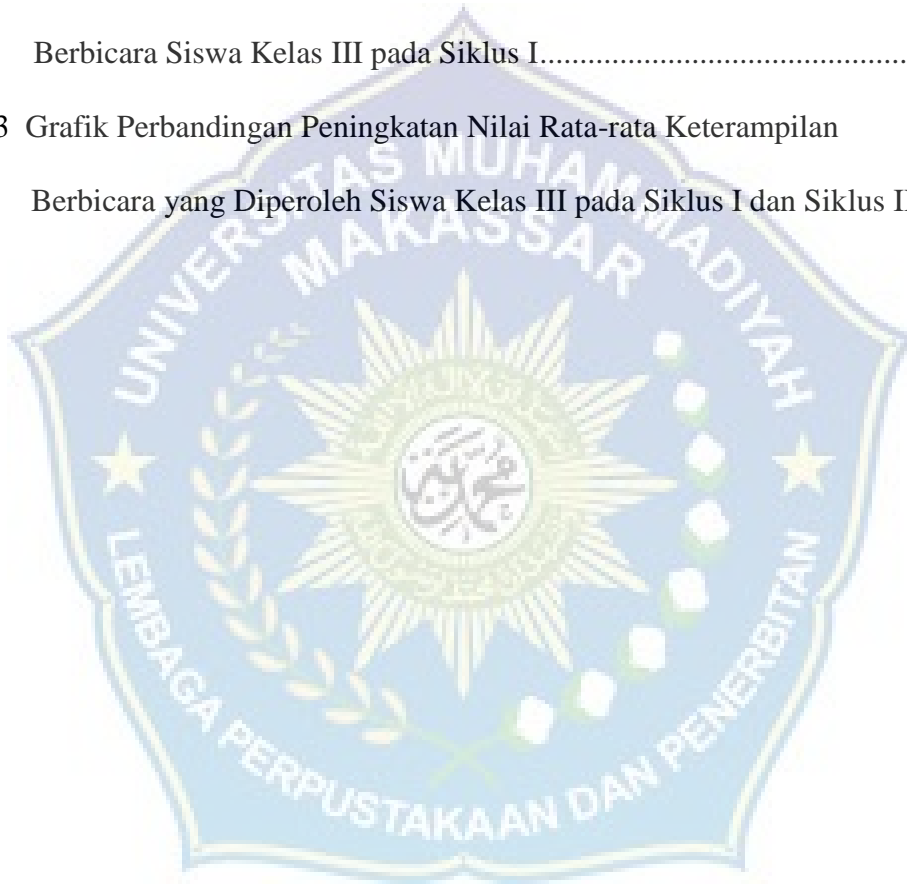 Berbicara Siswa Kelas III pada Siklus I..............................................
3 Grafik Perbandingan Peningkatan Nilai Rata-rata Keterampilan
Berbicara yang Diperoleh Siswa Kelas III pada Siklus I dan Siklus II
UNIVERSITAS MUHAMMADIYAH
MAKASSAR
محمدية
LEMBAGA PERPUSTAKAAN DAN PENERBITAN